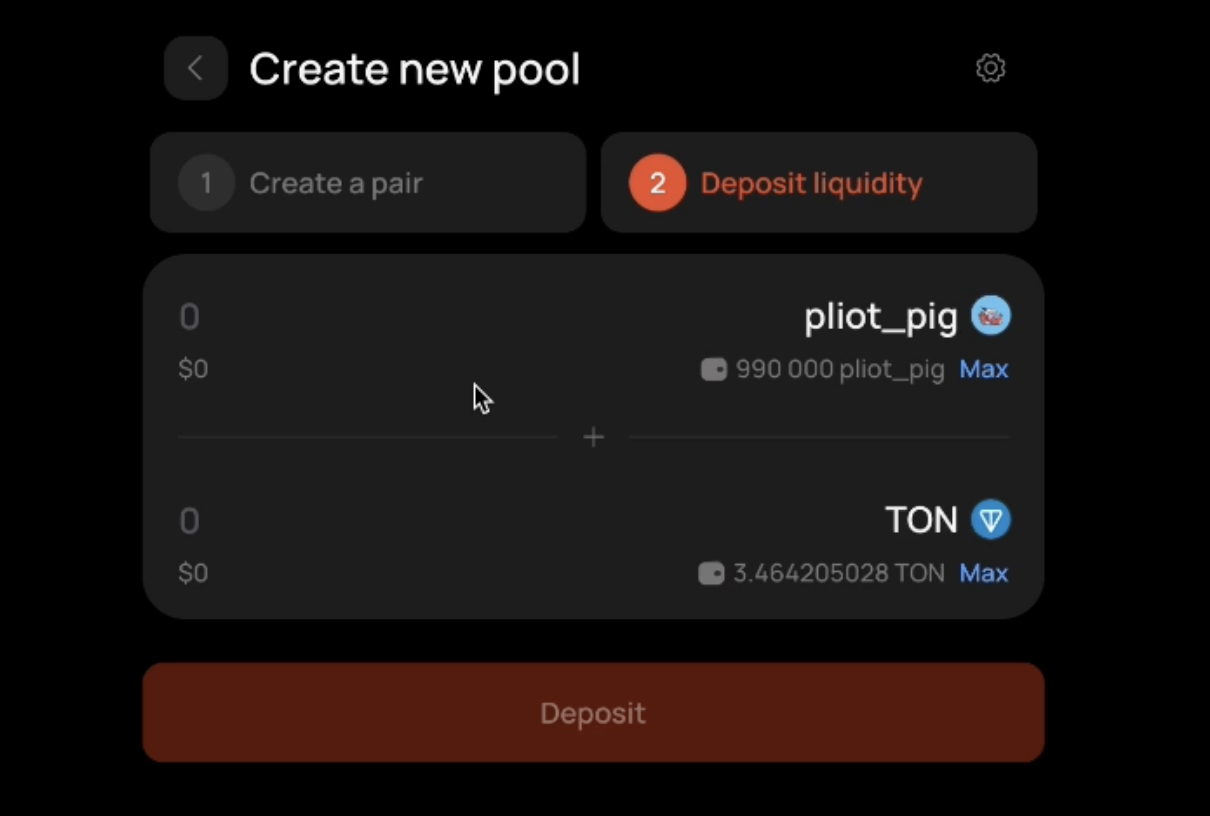 Create new pool
1 Create a pair
2 Deposit liquidity
0 pliot_pig
$0 990 000 pliot_pig Max
+
0 TON
$0 3.464205028 TON Max
Deposit